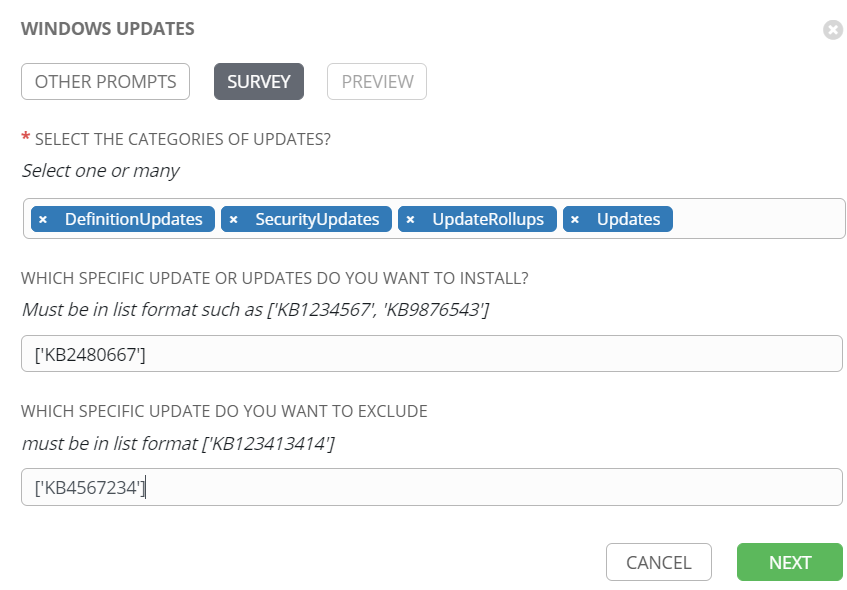 WINDOWS UPDATES
OTHER PROMPTS SURVEY PREVIEW
* SELECT THE CATEGORIES OF UPDATES?
Select one or many
× DefinitionUpdates × SecurityUpdates × UpdateRollups × Updates
WHICH SPECIFIC UPDATE OR UPDATES DO YOU WANT TO INSTALL?
Must be in list format such as ['KB1234567', 'KB9876543']
['KB2480667']
WHICH SPECIFIC UPDATE DO YOU WANT TO EXCLUDE
must be in list format ['KB123413414']
['KB4567234']
CANCEL NEXT